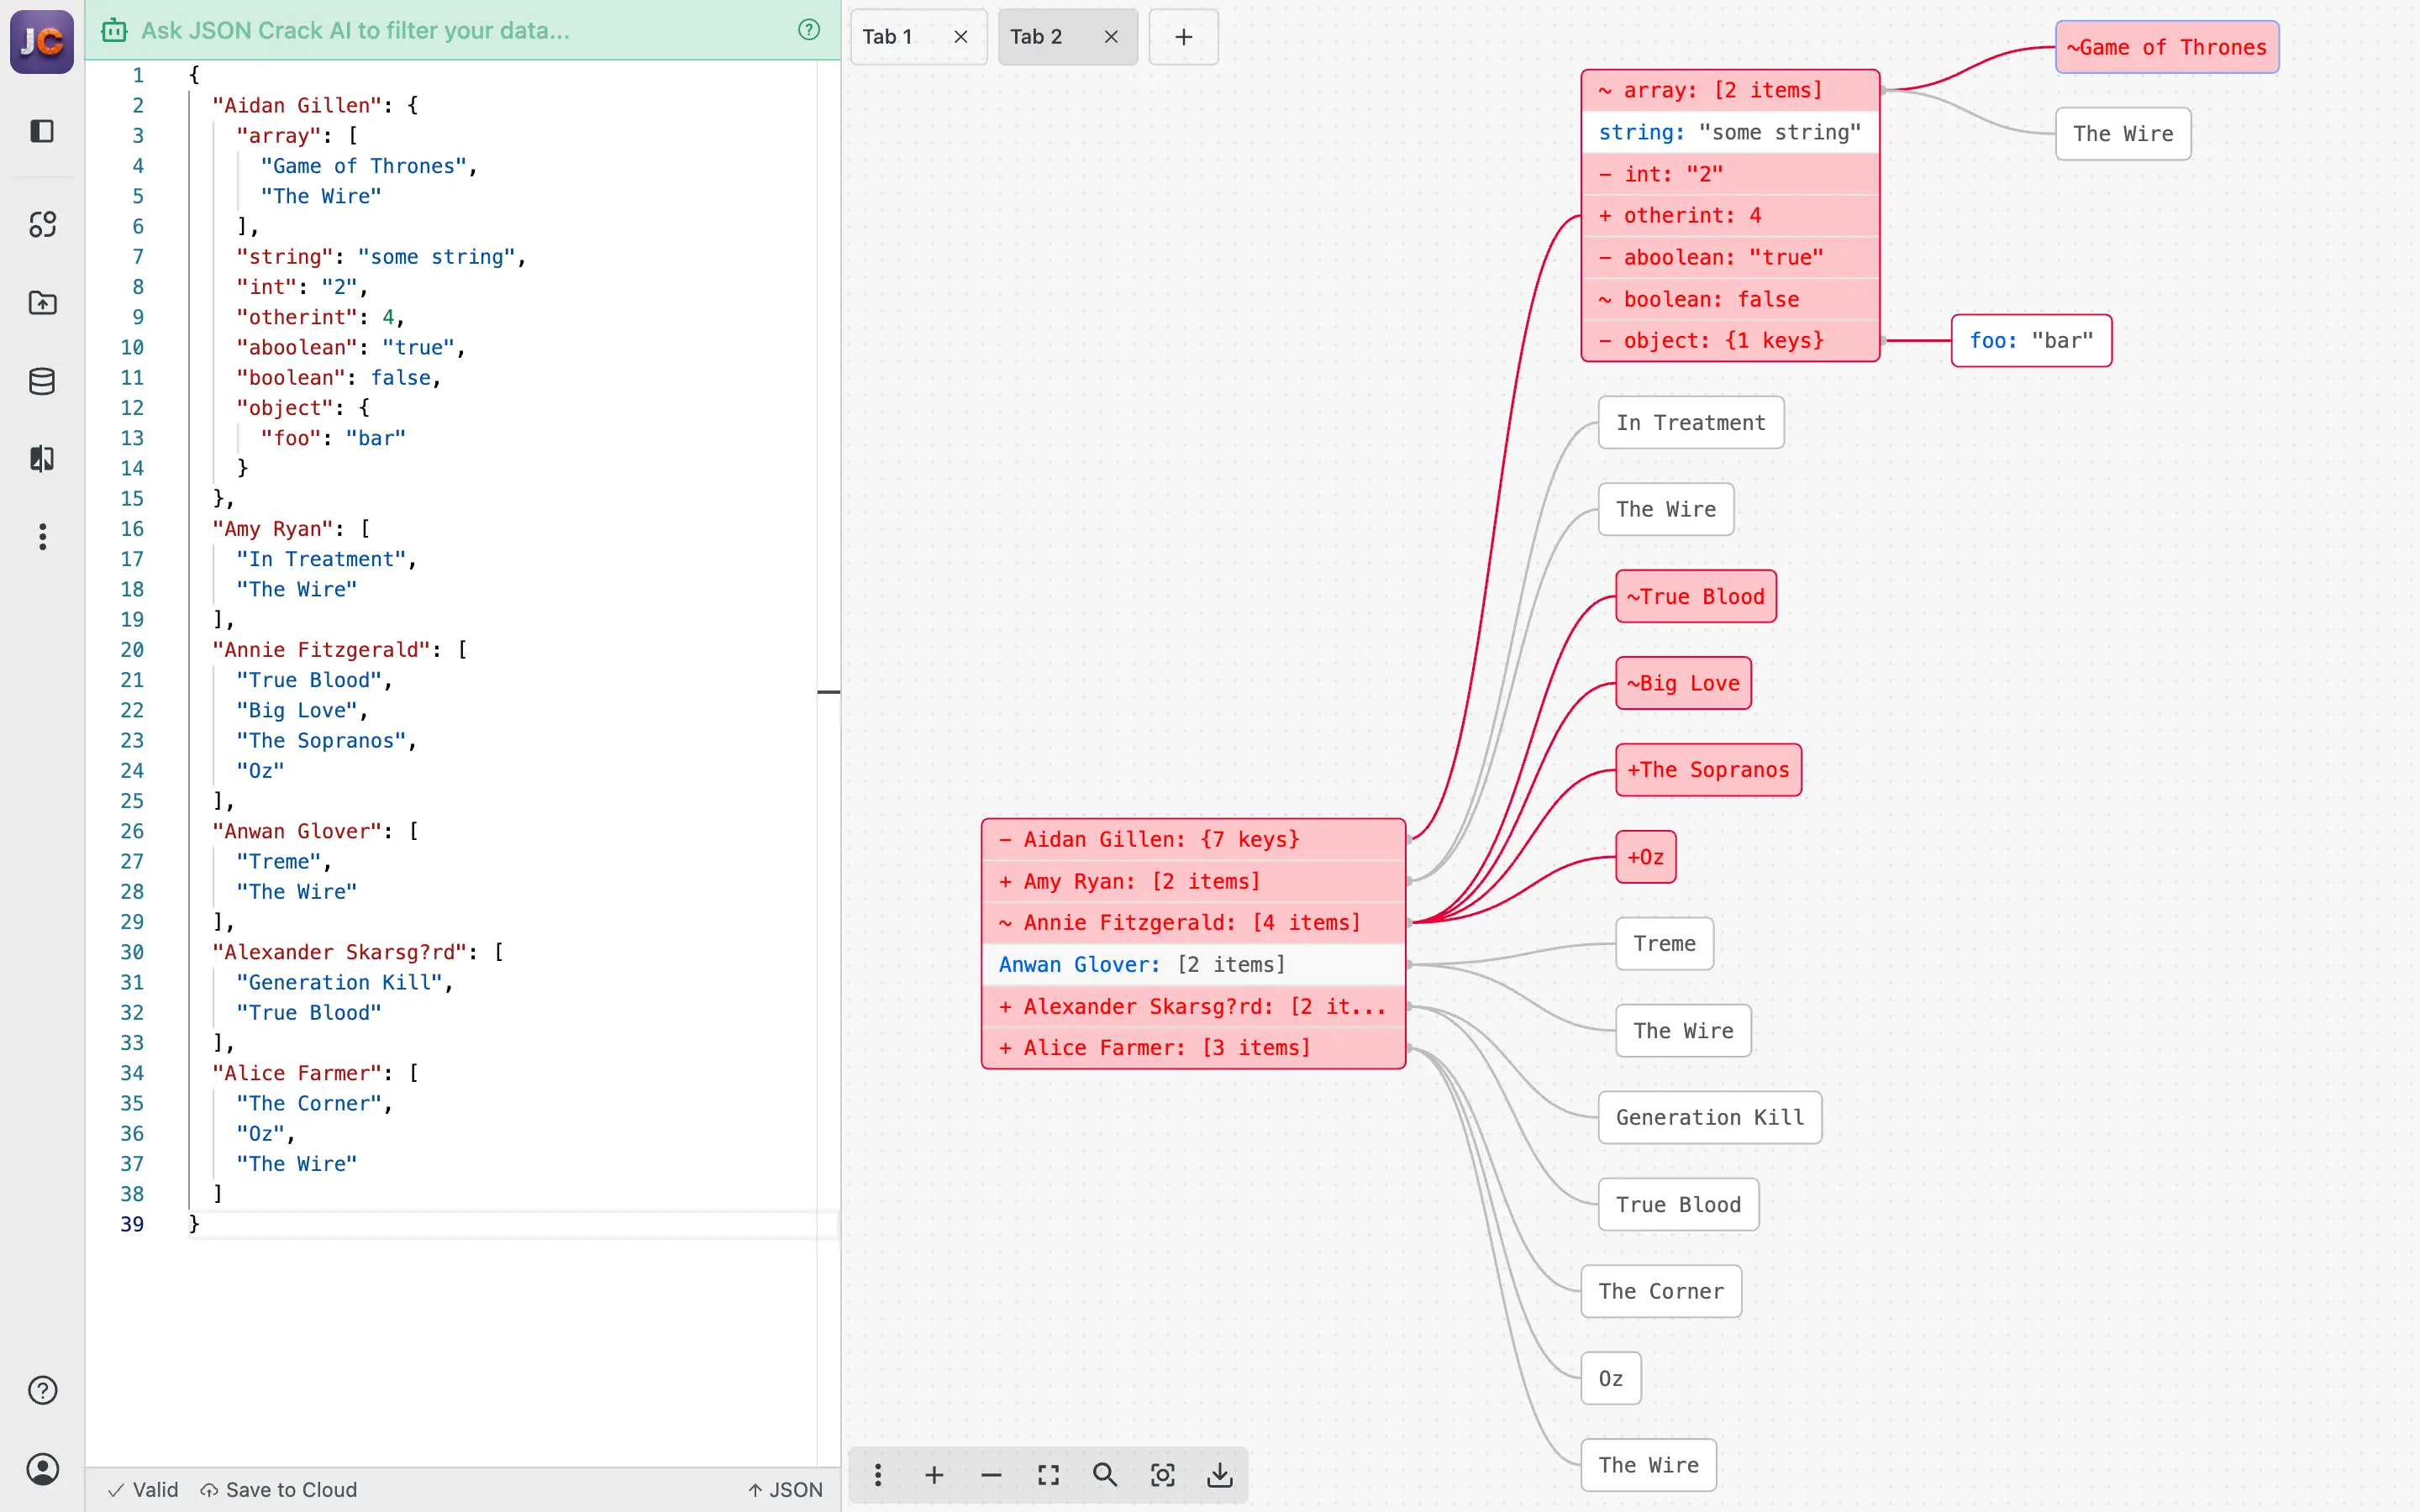 JC
Ask JSON Crack AI to filter your data...
1 {
2 "Aidan Gillen": {
3 "array": [
4 "Game of Thrones",
5 "The Wire"
6 ],
7 "string": "some string",
8 "int": "2",
9 "otherint": 4,
10 "aboolean": "true",
11 "boolean": false,
12 "object": {
13 "foo": "bar"
14 }
15 },
16 "Amy Ryan": [
17 "In Treatment",
18 "The Wire"
19 ],
20 "Annie Fitzgerald": [
21 "True Blood",
22 "Big Love",
23 "The Sopranos",
24 "Oz"
25 ],
26 "Anwan Glover": [
27 "Treme",
28 "The Wire"
29 ],
30 "Alexander Skarsg?rd": [
31 "Generation Kill",
32 "True Blood"
33 ],
34 "Alice Farmer": [
35 "The Corner",
36 "Oz",
37 "The Wire"
38 ]
39 }
Valid Save to Cloud JSON
Tab 1 Tab 2
− Aidan Gillen: {7 keys}
+ Amy Ryan: [2 items]
~ Annie Fitzgerald: [4 items]
Anwan Glover: [2 items]
+ Alexander Skarsg?rd: [2 it...
+ Alice Farmer: [3 items]
~ array: [2 items]
string: "some string"
− int: "2"
+ otherint: 4
− aboolean: "true"
~ boolean: false
− object: {1 keys}
~Game of Thrones
The Wire
foo: "bar"
In Treatment
The Wire
~True Blood
~Big Love
+The Sopranos
+Oz
Treme
The Wire
Generation Kill
True Blood
The Corner
Oz
The Wire